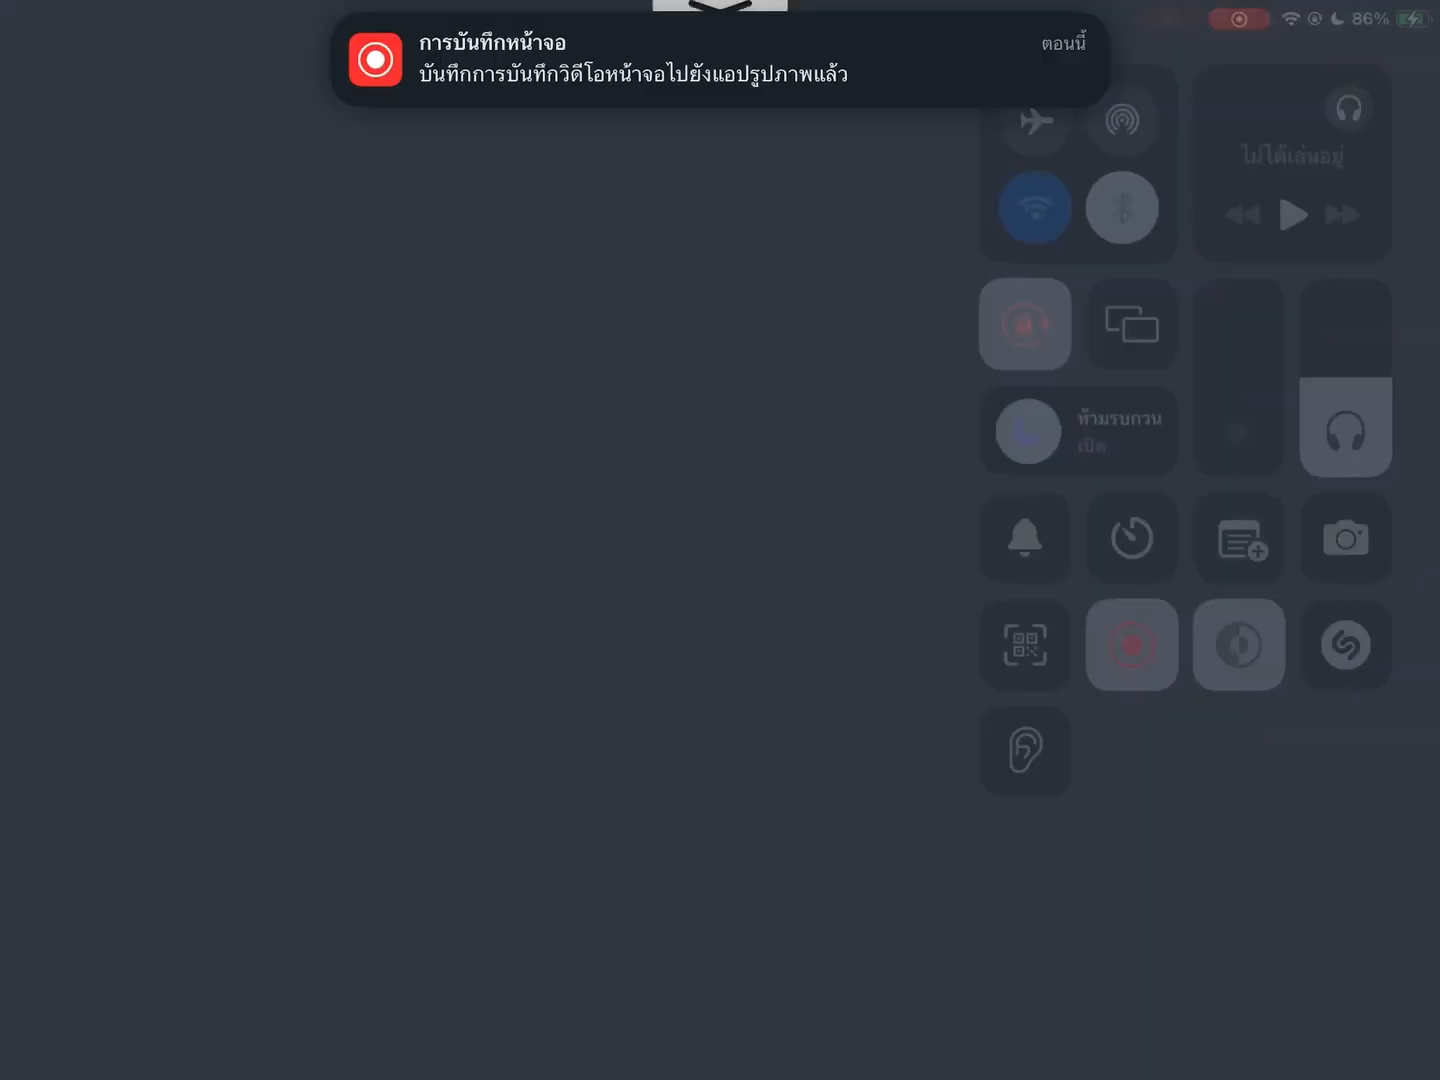 การบันทึกหน้าจอ
ตอนนี้
บันทึกการบันทึกวิดีโอหน้าจอไปยังแอปรูปภาพแล้ว
86%
ไม่ได้เล่นอยู่
ห้ามรบกวน
เปิด